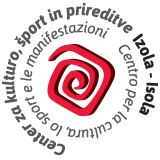 Center za kulturo, šport in prireditve Izola - Isola
Centro per la cultura, lo sport e le manifestazioni